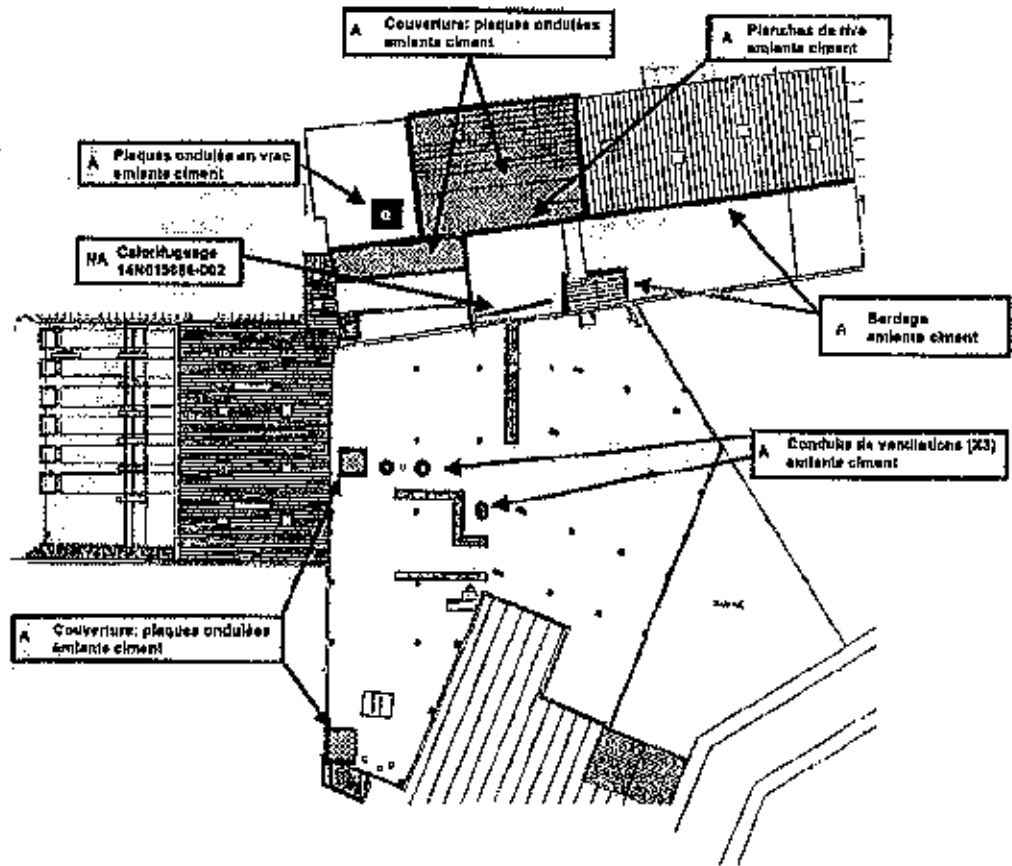 A Couverture: plaques ondulées
amiante ciment
A Planches de rive
amiante ciment
A Plaques ondulée en vrac
amiante ciment
NA Calorifugeage
A Bardage
amiante ciment
A Conduits de ventilations (X3)
amiante ciment
A Couverture: plaques ondulées
amiante ciment